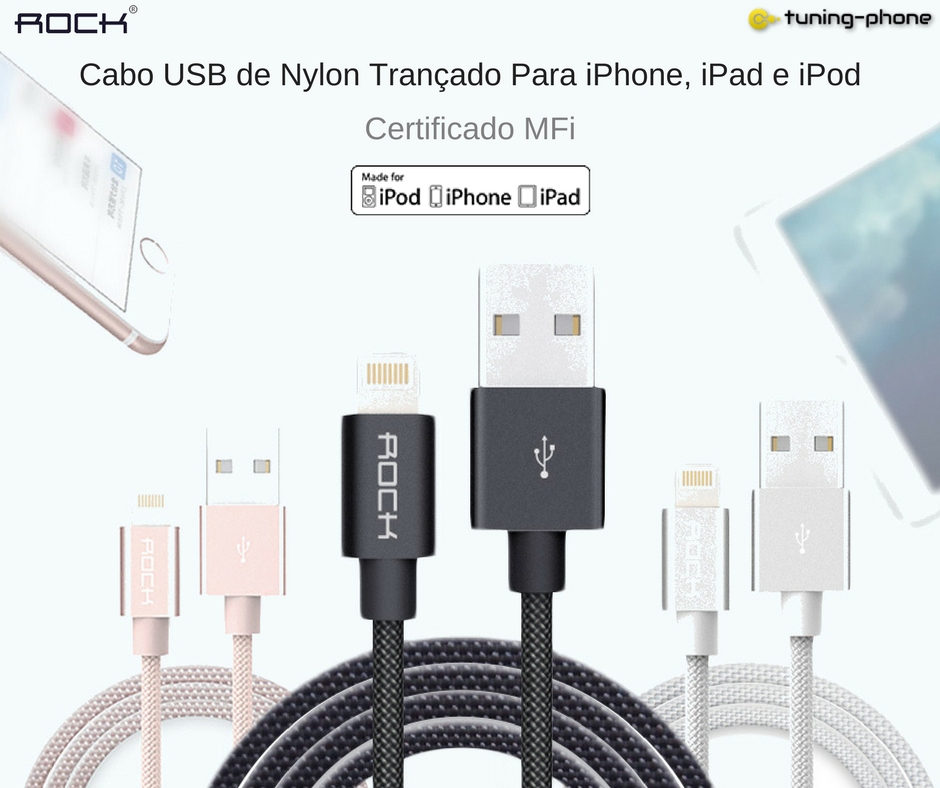 ROCK®
tuning-phone
Cabo USB de Nylon Trançado Para iPhone, iPad e iPod
Certificado MFi
Made for
iPod iPhone iPad
ROCK
ROCK
ROCK